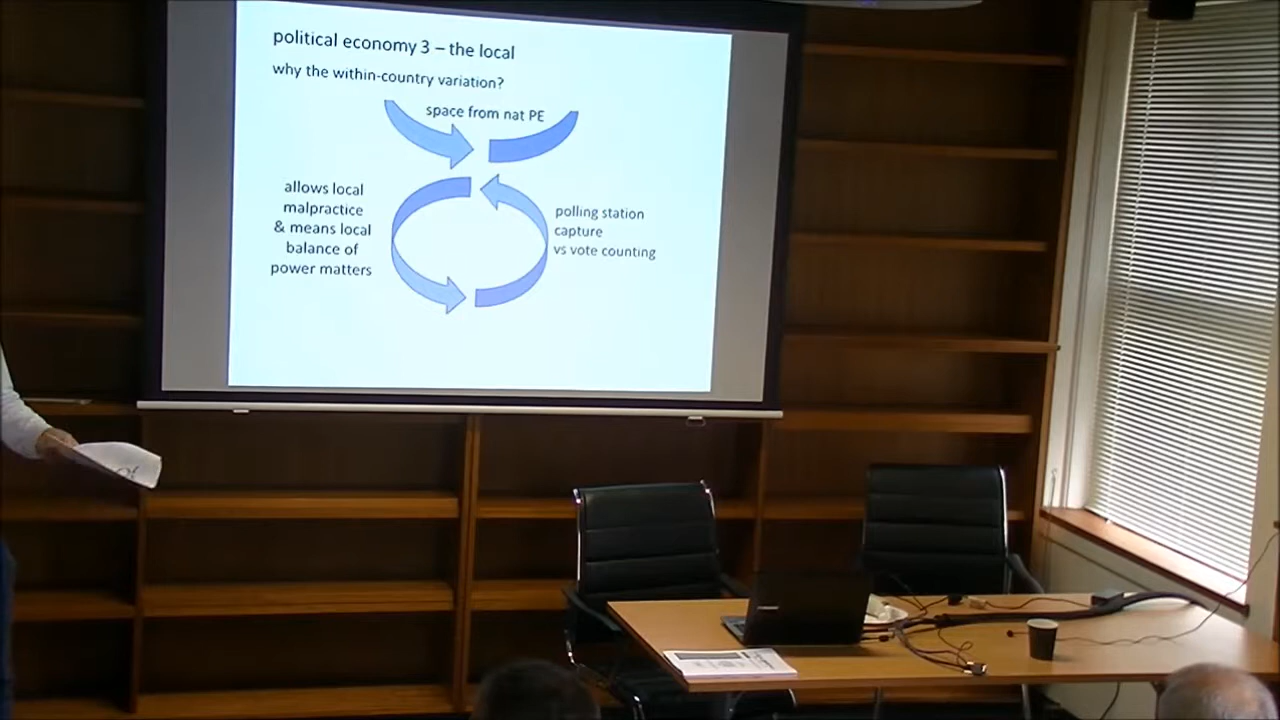 political economy 3 – the local
why the within-country variation?
space from nat PE
allows local
malpractice
& means local
balance of
power matters
polling station
capture
vs vote counting